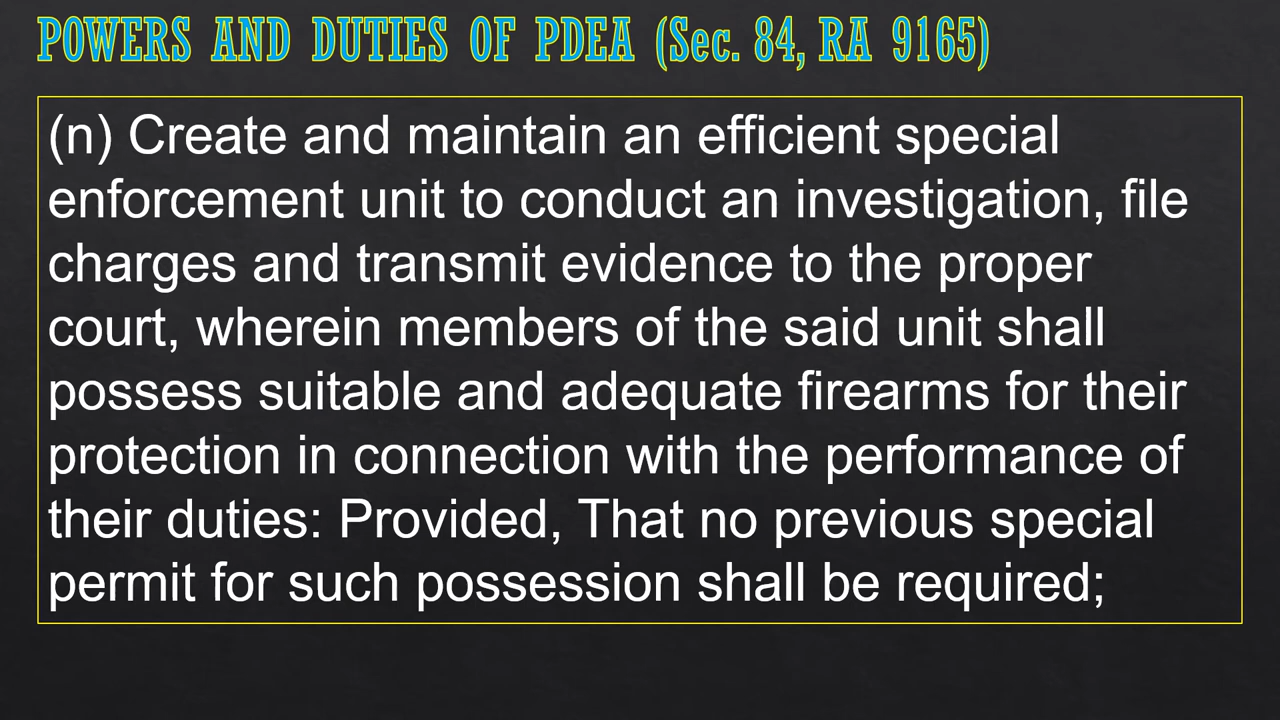 POWERS AND DUTIES OF PDEA (Sec. 84, RA 9165)
(n) Create and maintain an efficient special
enforcement unit to conduct an investigation, file
charges and transmit evidence to the proper
court, wherein members of the said unit shall
possess suitable and adequate firearms for their
protection in connection with the performance of
their duties: Provided, That no previous special
permit for such possession shall be required;